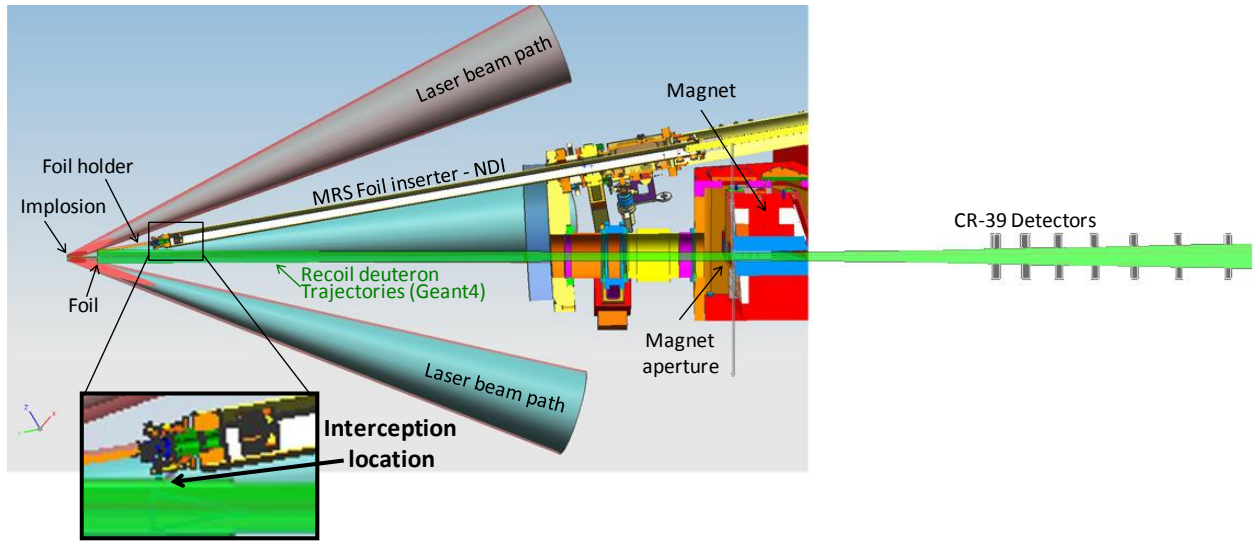 Laser beam path
Magnet
Foil holder
MRS Foil inserter - NDI
Implosion
CR-39 Detectors
Recoil deuteron
Trajectories (Geant4)
Foil
Magnet
aperture
Laser beam path
Interception
location
Z
X
Y